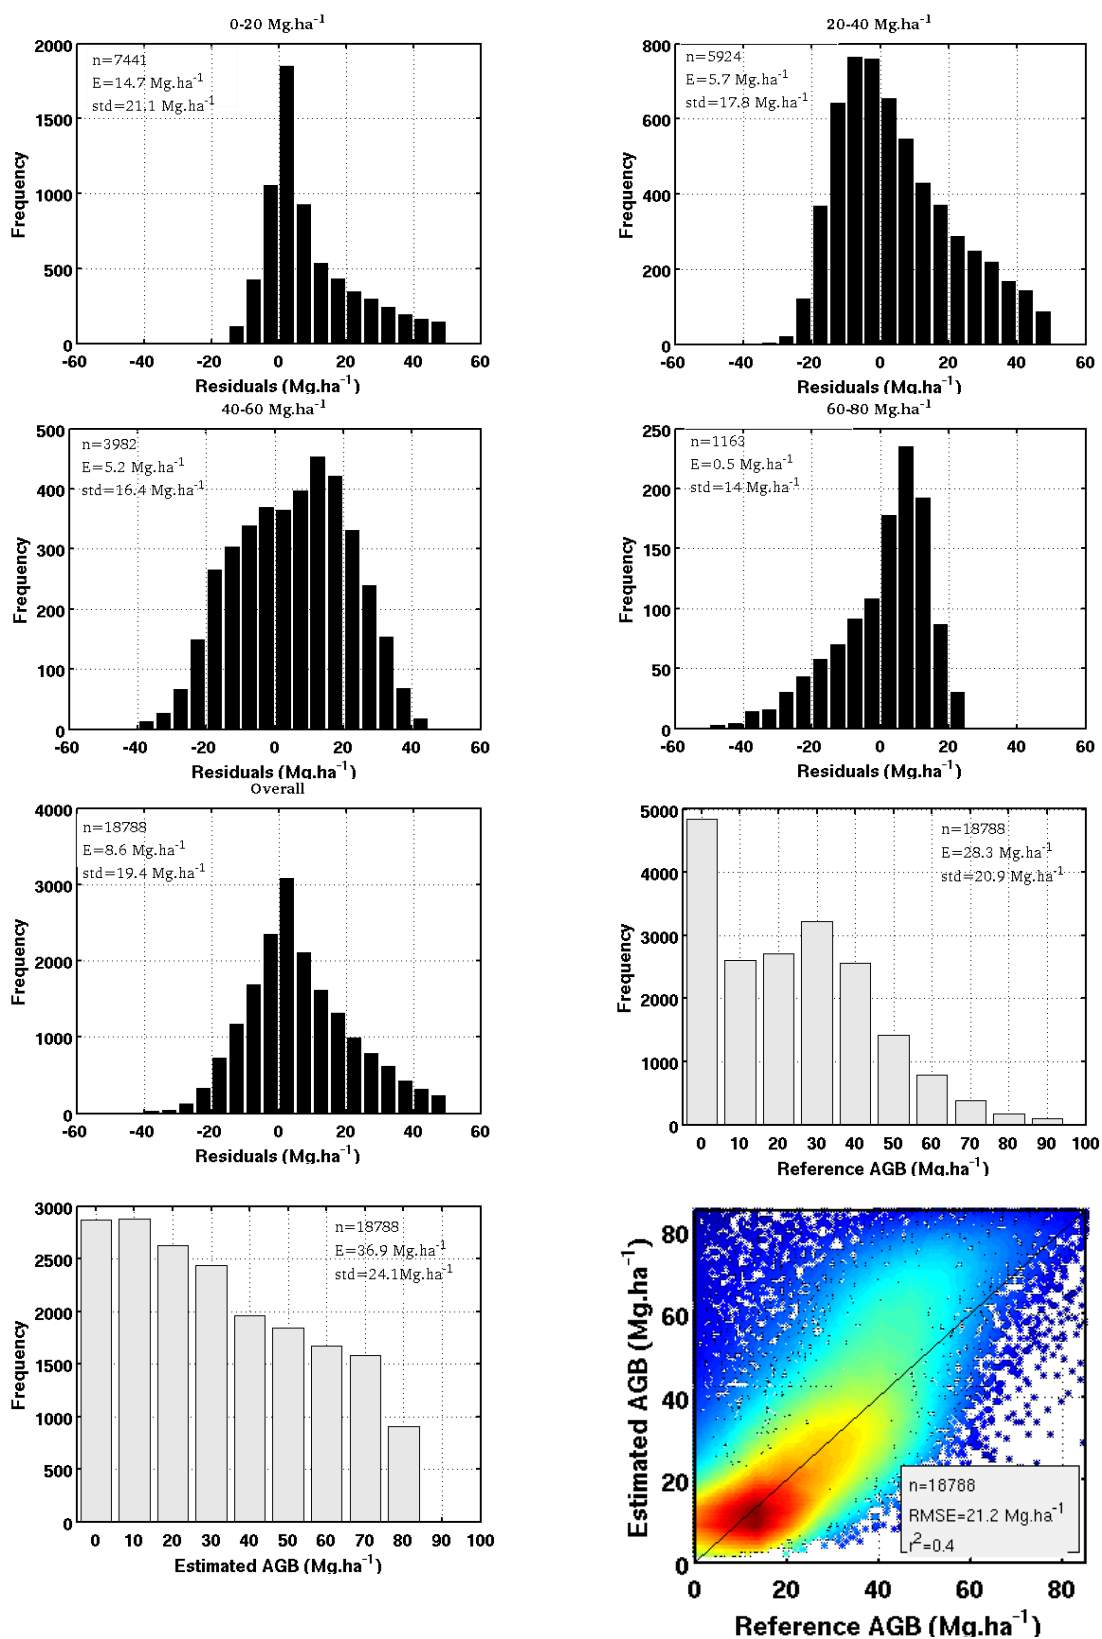 0-20 Mg.ha⁻¹
n=7441
E=14.7 Mg.ha⁻¹
std=21.1 Mg.ha⁻¹
2000
1500
1000
500
0
Frequency
-60 -40 -20 0 20 40 60
Residuals (Mg.ha⁻¹)
20-40 Mg.ha⁻¹
n=5924
E=5.7 Mg.ha⁻¹
std=17.8 Mg.ha⁻¹
800
600
400
200
0
Frequency
-60 -40 -20 0 20 40 60
Residuals (Mg.ha⁻¹)
40-60 Mg.ha⁻¹
n=3982
E=5.2 Mg.ha⁻¹
std=16.4 Mg.ha⁻¹
500
400
300
200
100
0
Frequency
-60 -40 -20 0 20 40 60
Residuals (Mg.ha⁻¹)
60-80 Mg.ha⁻¹
n=1163
E=0.5 Mg.ha⁻¹
std=14 Mg.ha⁻¹
250
200
150
100
50
0
Frequency
-60 -40 -20 0 20 40 60
Residuals (Mg.ha⁻¹)
Overall
n=18788
E=8.6 Mg.ha⁻¹
std=19.4 Mg.ha⁻¹
4000
3000
2000
1000
0
Frequency
-60 -40 -20 0 20 40 60
Residuals (Mg.ha⁻¹)
n=18788
E=28.3 Mg.ha⁻¹
std=20.9 Mg.ha⁻¹
5000
4000
3000
2000
1000
0
Frequency
0 10 20 30 40 50 60 70 80 90 100
Reference AGB (Mg.ha⁻¹)
n=18788
E=36.9 Mg.ha⁻¹
std=24.1Mg.ha⁻¹
3000
2500
2000
1500
1000
500
0
Frequency
0 10 20 30 40 50 60 70 80 90 100
Estimated AGB (Mg.ha⁻¹)
80
60
40
20
0
Estimated AGB (Mg.ha⁻¹)
n=18788
RMSE=21.2 Mg.ha⁻¹
r²=0.4
0 20 40 60 80
Reference AGB (Mg.ha⁻¹)